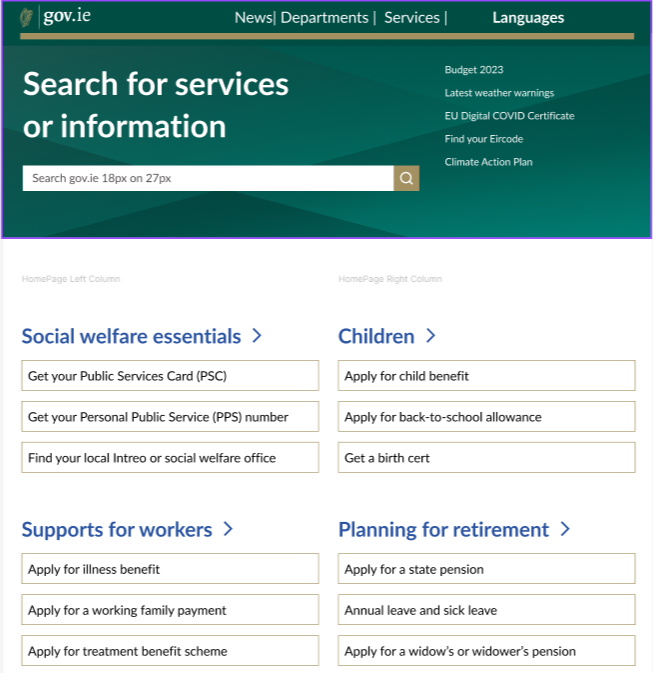 gov.ie
News| Departments | Services | Languages
Search for services
or information
Search gov.ie 18px on 27px
Budget 2023
Latest weather warnings
EU Digital COVID Certificate
Find your Eircode
Climate Action Plan
HomePage Left Column
HomePage Right Column
Social welfare essentials
Get your Public Services Card (PSC)
Get your Personal Public Service (PPS) number
Find your local Intreo or social welfare office
Children
Apply for child benefit
Apply for back-to-school allowance
Get a birth cert
Supports for workers
Apply for illness benefit
Apply for a working family payment
Apply for treatment benefit scheme
Planning for retirement
Apply for a state pension
Annual leave and sick leave
Apply for a widow's or widower's pension